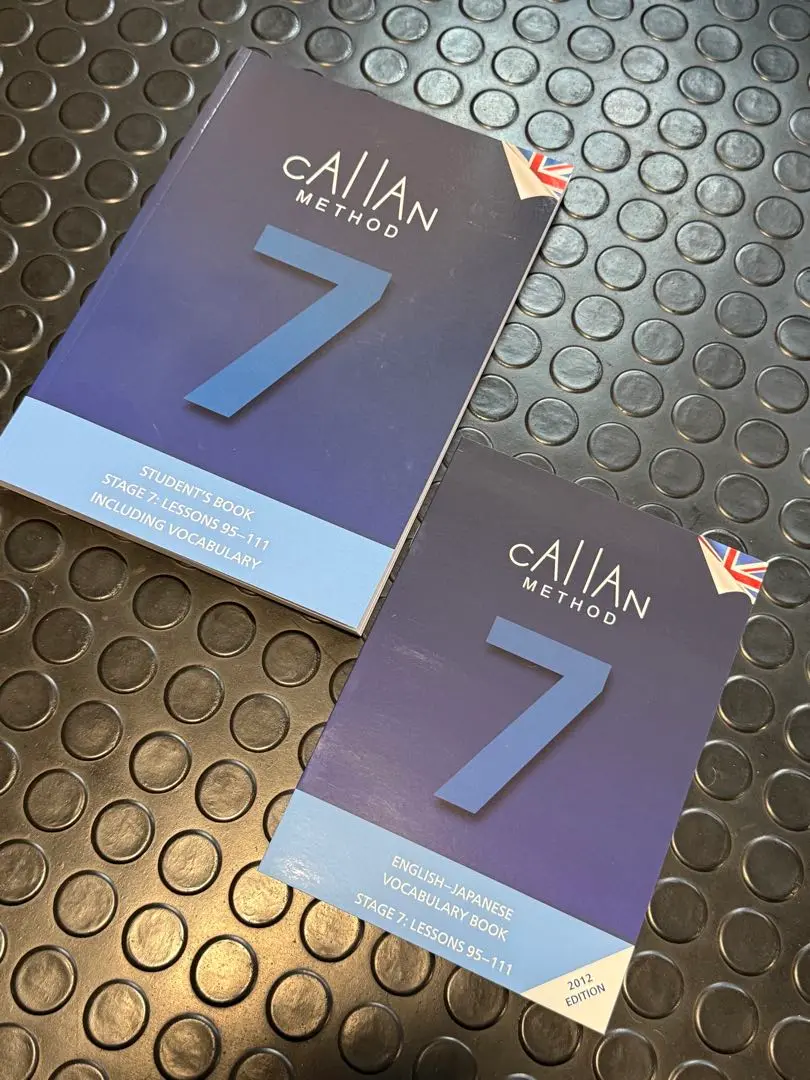 CALLAN
METHOD
7
STUDENT'S BOOK
STAGE 7: LESSONS 95–111
INCLUDING VOCABULARY
CALLAN
METHOD
7
ENGLISH–JAPANESE
VOCABULARY BOOK
STAGE 7: LESSONS 95–111
2012
EDITION